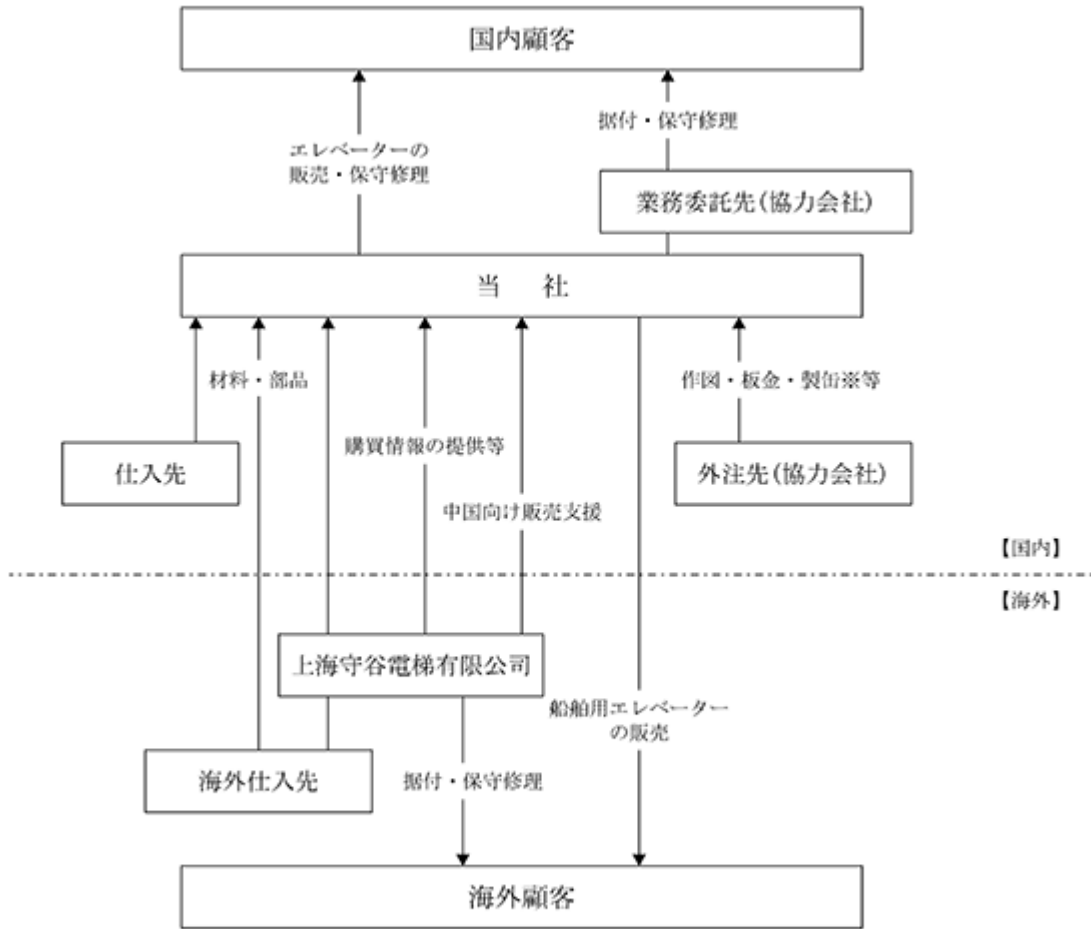 国内顧客
据付・保守修理
エレベーターの
販売・保守修理
業務委託先(協力会社)
当　社
材料・部品
作図・板金・製缶※等
購買情報の提供等
仕入先
外注先(協力会社)
中国向け販売支援
【国内】
【海外】
上海守谷電梯有限公司
船舶用エレベーター
の販売
海外仕入先
据付・保守修理
海外顧客